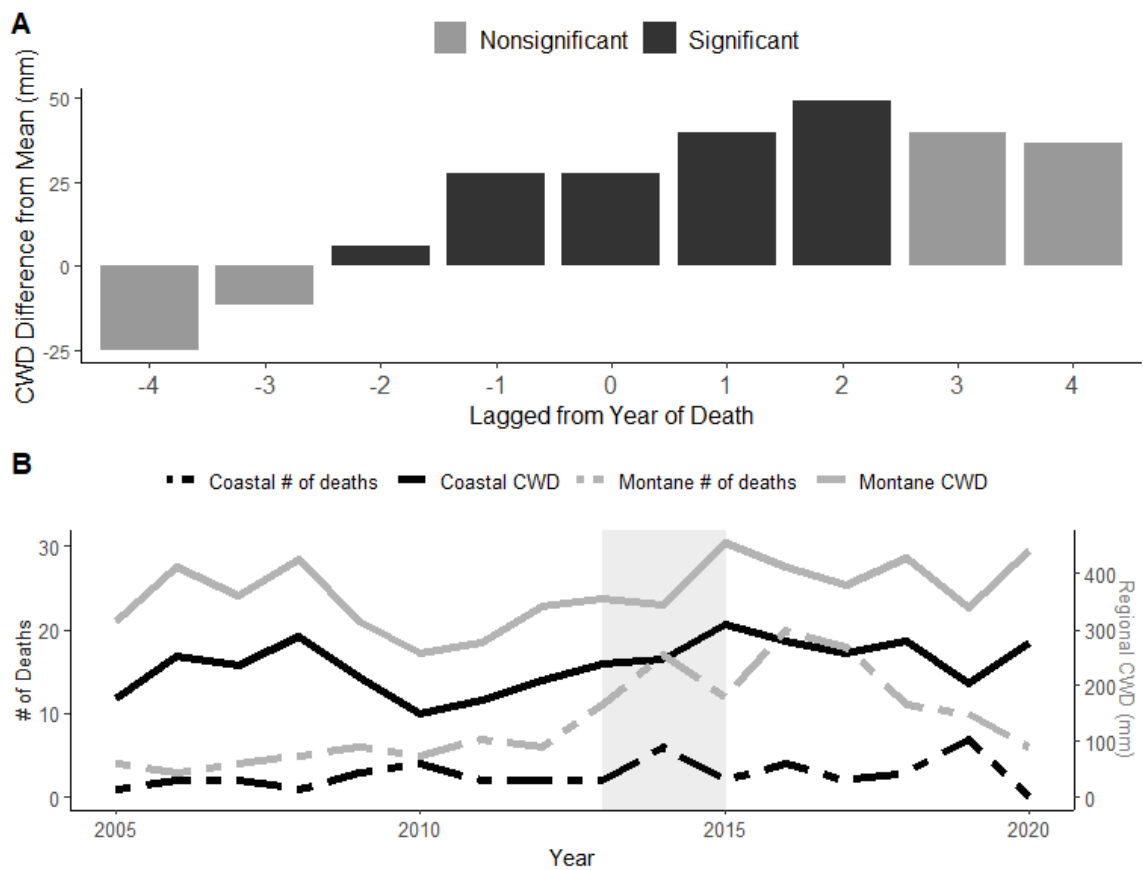 A
Nonsignificant Significant
CWD Difference from Mean (mm)
50
25
0
-25
-4 -3 -2 -1 0 1 2 3 4
Lagged from Year of Death
B
Coastal # of deaths Coastal CWD Montane # of deaths Montane CWD
# of Deaths
30
20
10
0
Regional CWD (mm)
400
300
200
100
0
2005 2010 2015 2020
Year